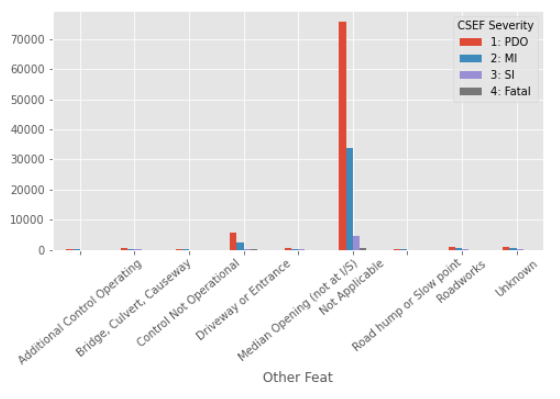 CSEF Severity
1: PDO
2: MI
3: SI
4: Fatal
70000
60000
50000
40000
30000
20000
10000
0
Additional Control Operating
Bridge, Culvert, Causeway
Control Not Operational
Driveway or Entrance
Median Opening (not at I/S)
Not Applicable
Road hump or Slow point
Roadworks
Unknown
Other Feat